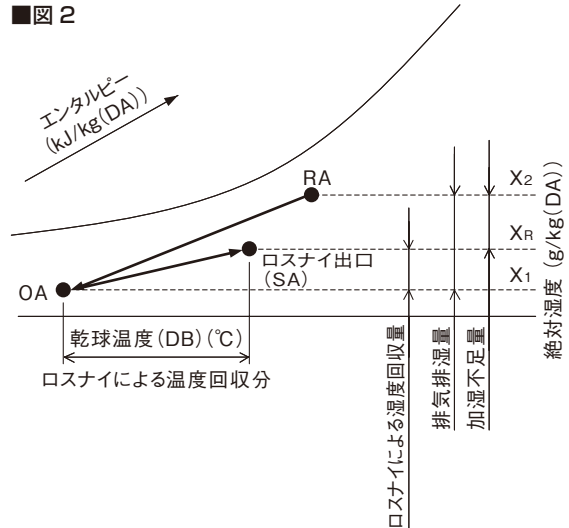 ■図 2
エンタルピー
(kJ/kg(DA))
RA
X2
XR
ロスナイ出口
(SA)
X1
OA
乾球温度(DB)(℃)
ロスナイによる温度回収分
ロスナイによる湿度回収量
排気排湿量
加湿不足量
絶対湿度 (g/kg(DA))